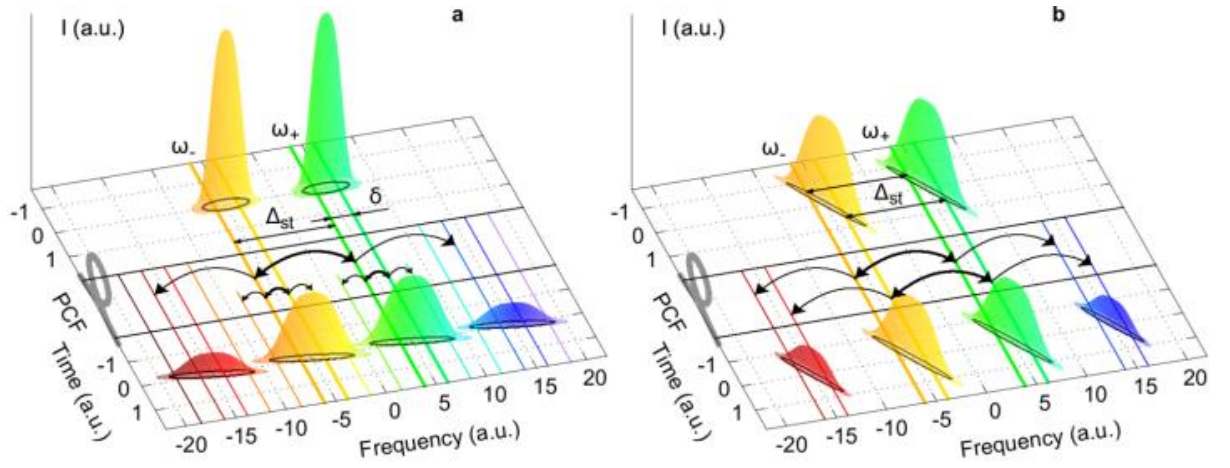 I (a.u.)
a
ω-
ω+
Δst
δ
-1
0
1
PCF
Time (a.u.)
-1
0
1
-20
-15
-10
-5
0
5
10
15
20
Frequency (a.u.)
I (a.u.)
b
ω-
ω+
Δst
-1
0
1
PCF
Time (a.u.)
-1
0
1
-20
-15
-10
-5
0
5
10
15
20
Frequency (a.u.)